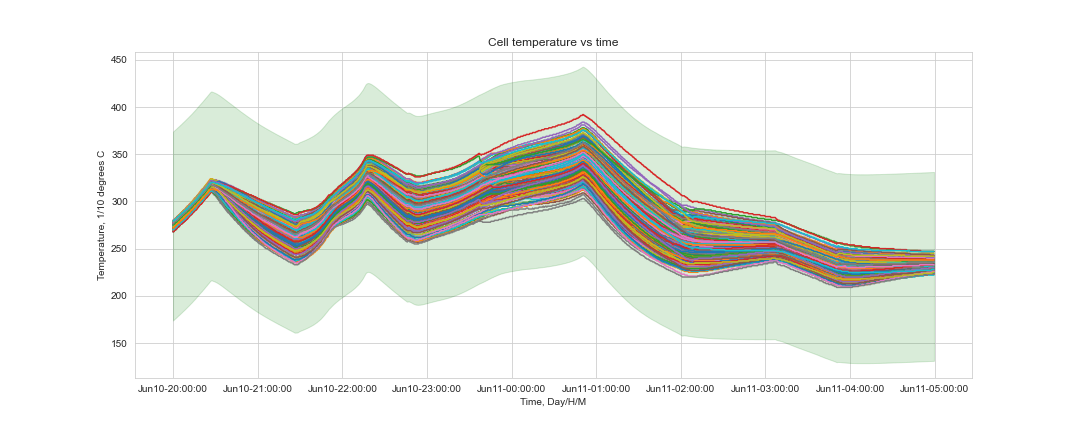 Cell temperature vs time
Temperature, 1/10 degrees C
450
400
350
300
250
200
150
Jun10-20:00:00 Jun10-21:00:00 Jun10-22:00:00 Jun10-23:00:00 Jun11-00:00:00 Jun11-01:00:00 Jun11-02:00:00 Jun11-03:00:00 Jun11-04:00:00 Jun11-05:00:00
Time, Day/H/M